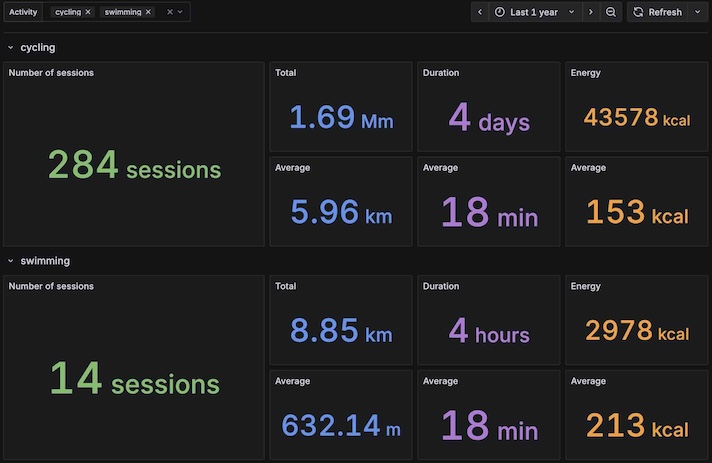 Activity cycling swimming Last 1 year Refresh
cycling
Number of sessions
284 sessions
Total
1.69 Mm
Duration
4 days
Energy
43578 kcal
Average
5.96 km
Average
18 min
Average
153 kcal
swimming
Number of sessions
14 sessions
Total
8.85 km
Duration
4 hours
Energy
2978 kcal
Average
632.14 m
Average
18 min
Average
213 kcal